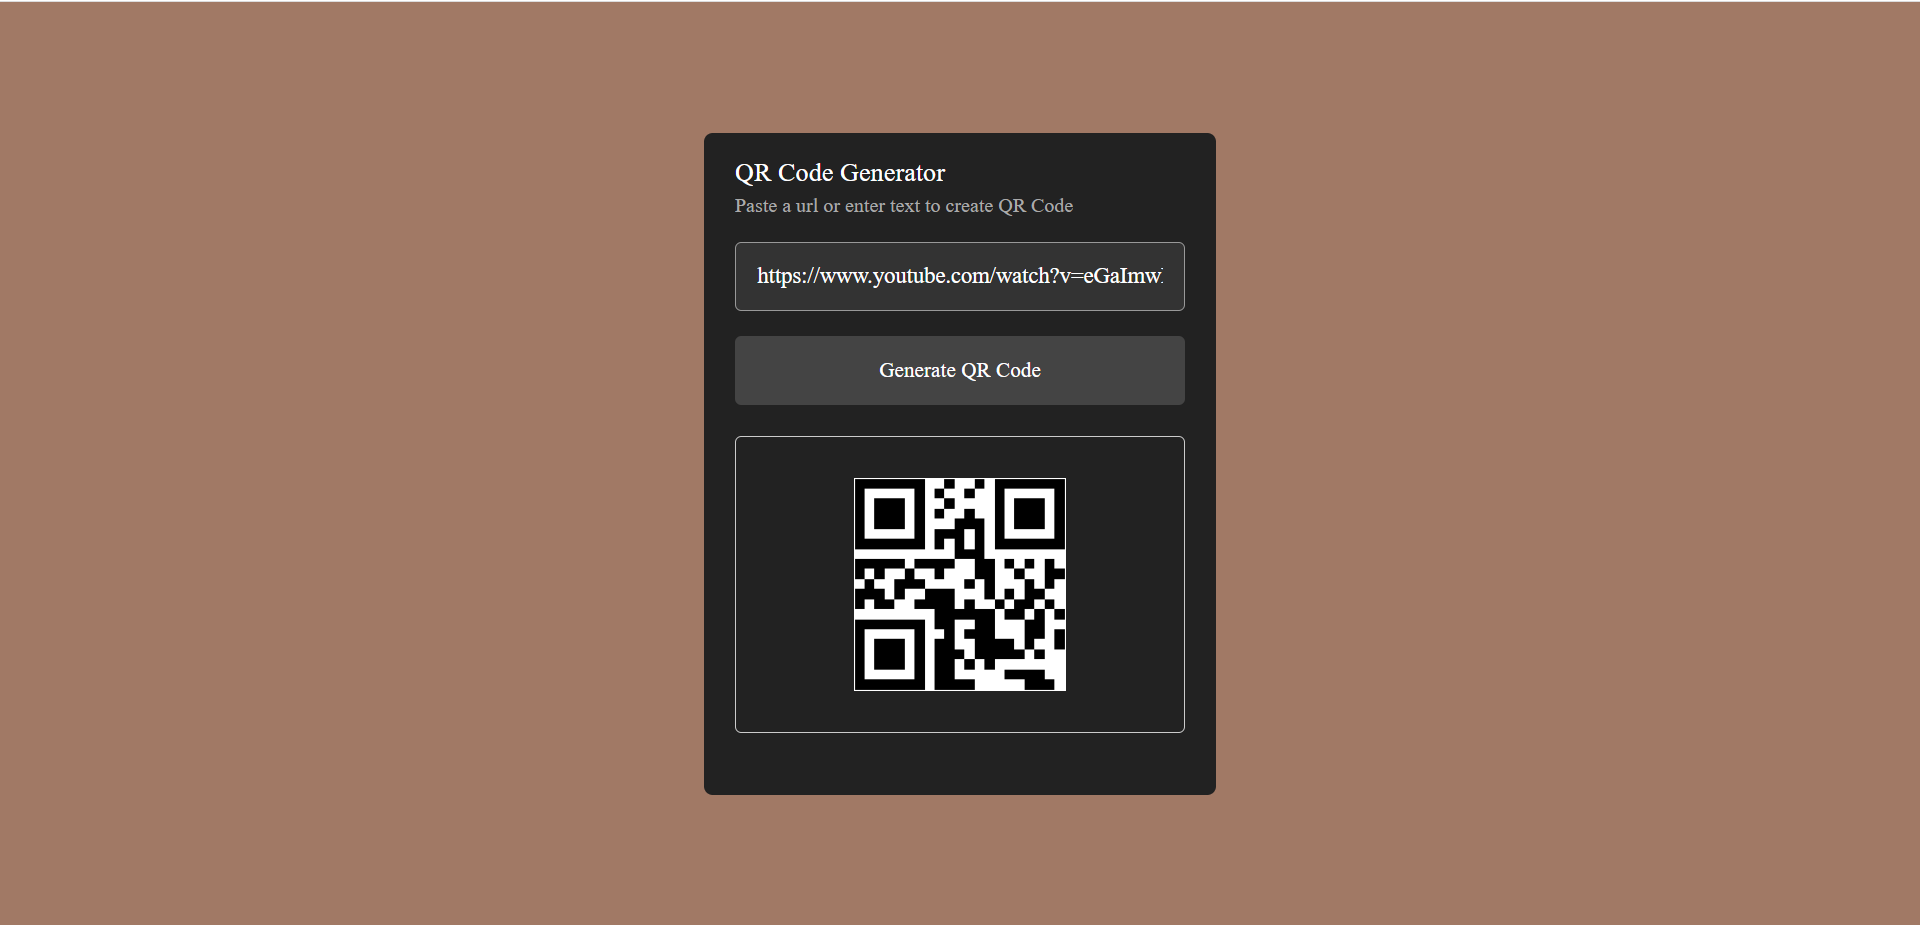 QR Code Generator
Paste a url or enter text to create QR Code
https://www.youtube.com/watch?v=eGaImw
Generate QR Code